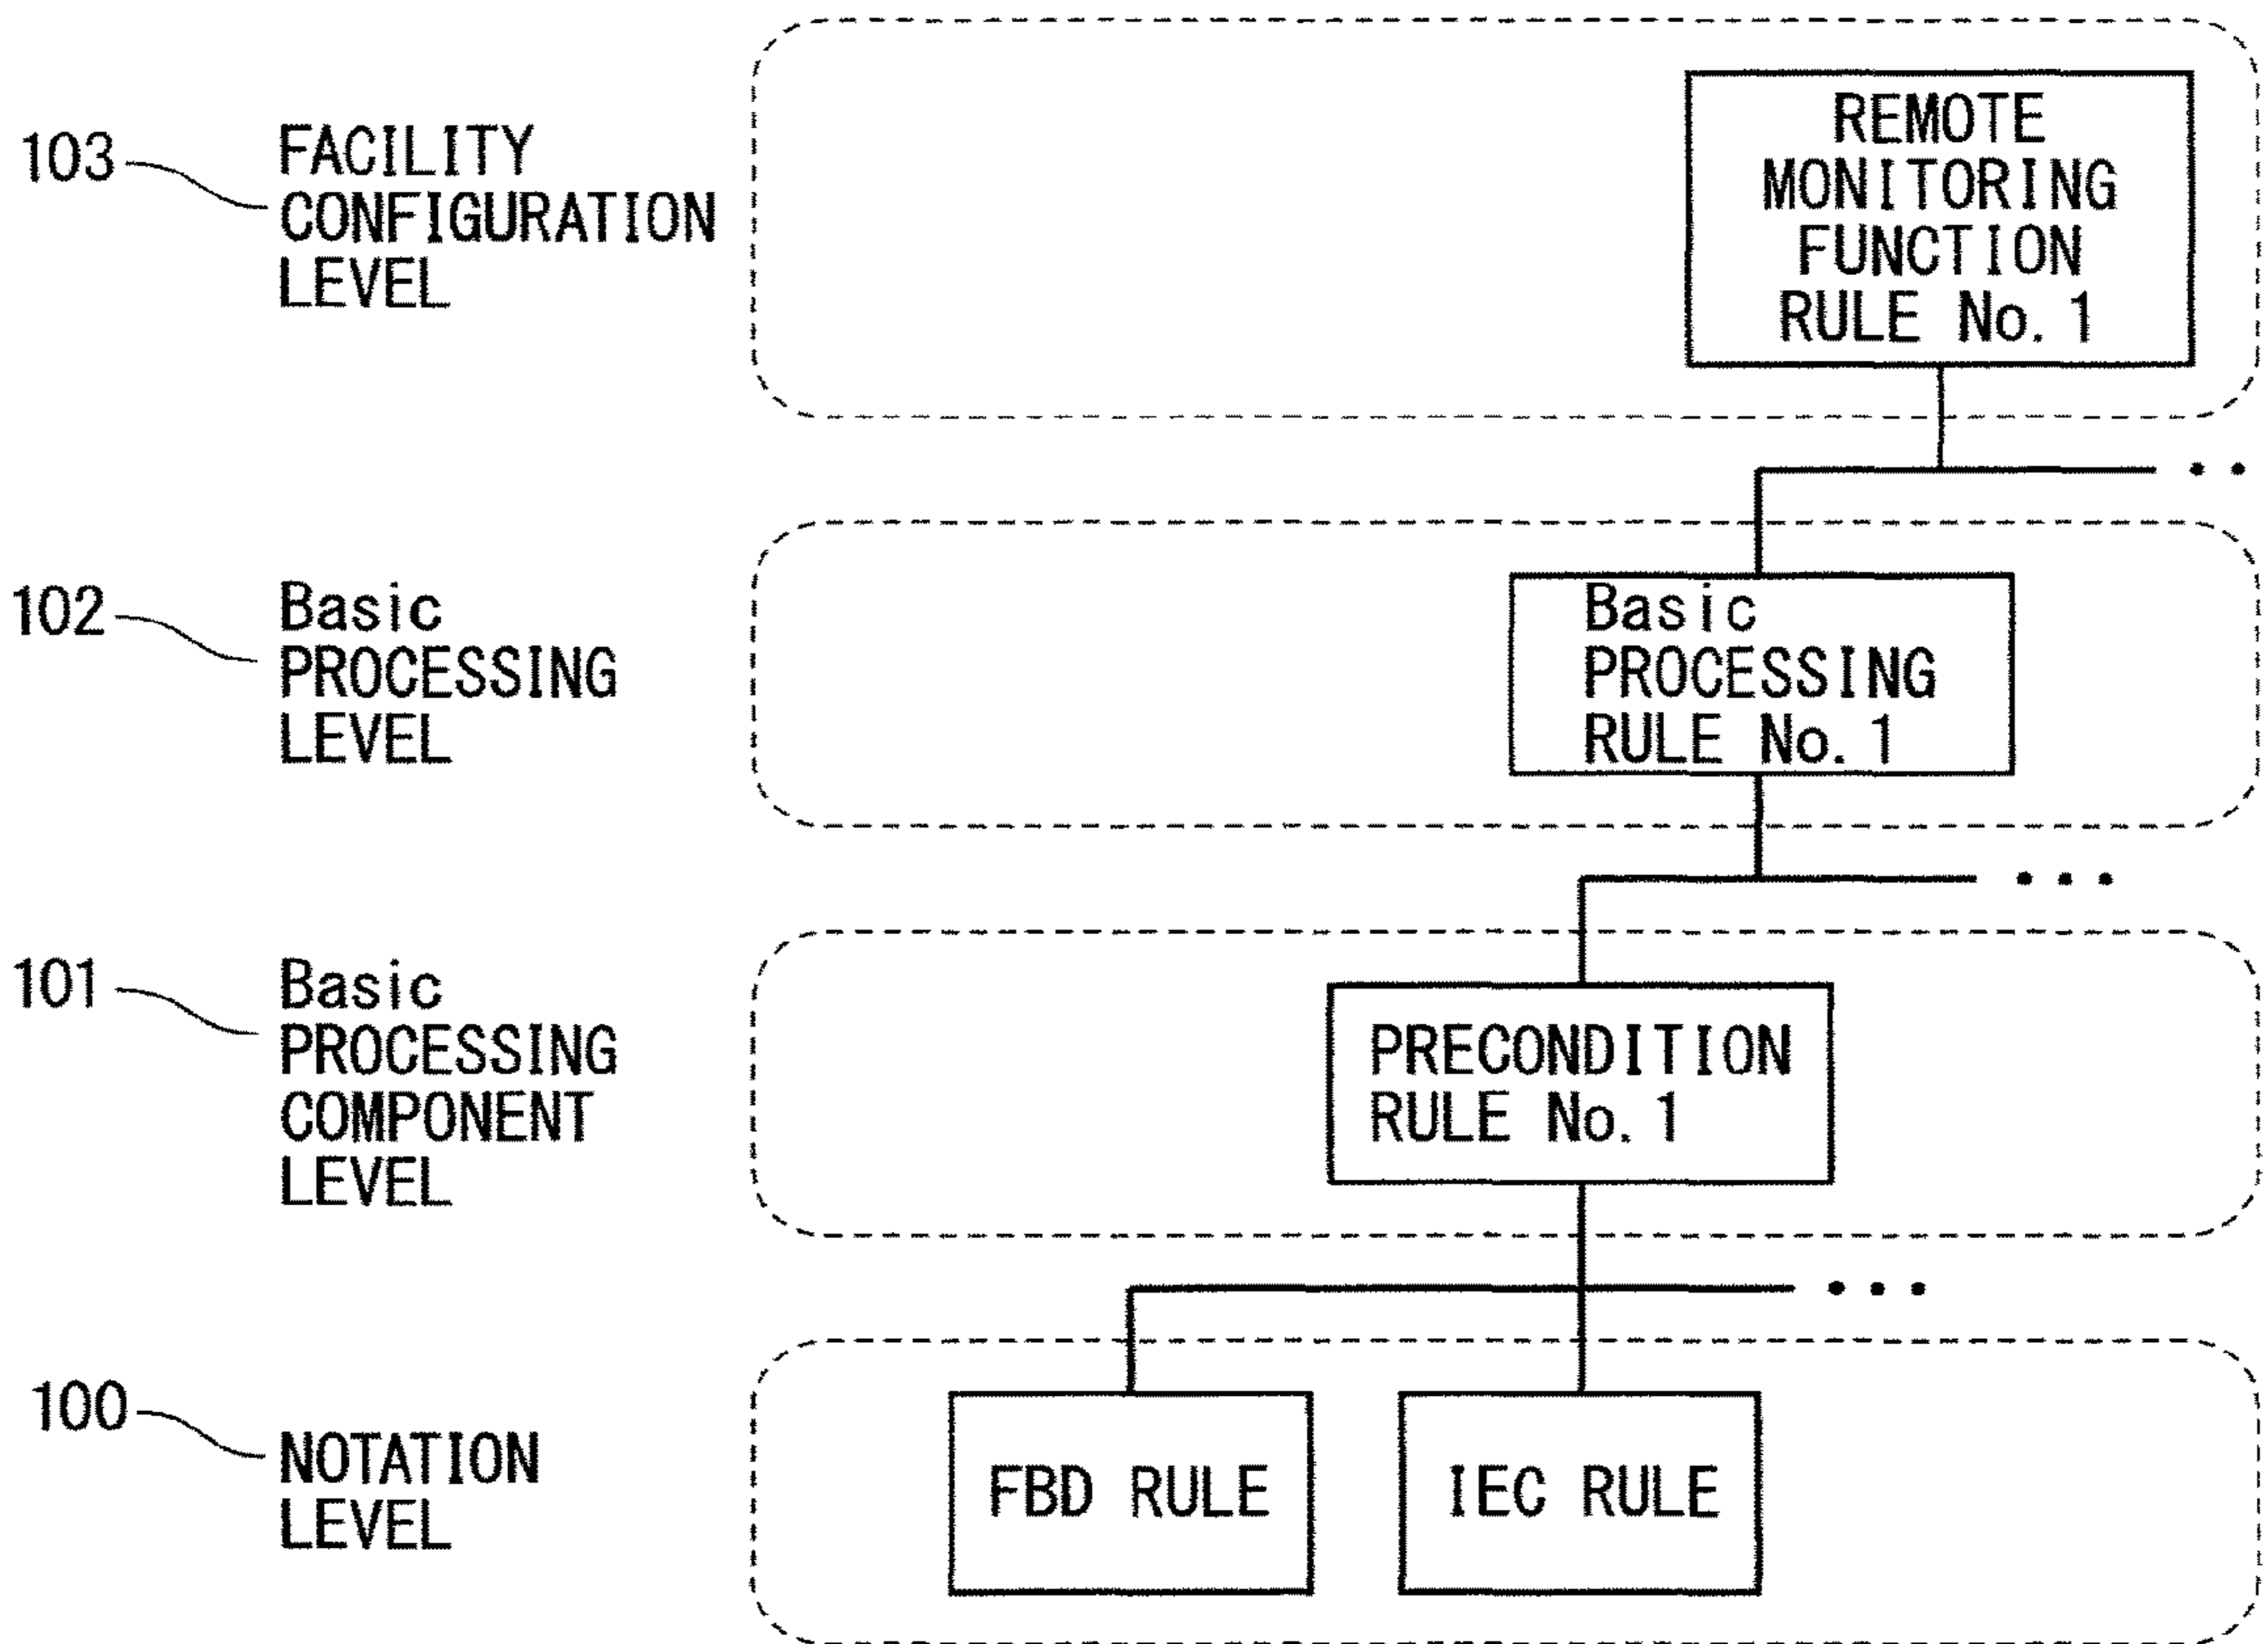 103
FACILITY
CONFIGURATION
LEVEL
REMOTE
MONITORING
FUNCTION
RULE No. 1
102
Basic
PROCESSING
LEVEL
Basic
PROCESSING
RULE No. 1
101
Basic
PROCESSING
COMPONENT
LEVEL
PRECONDITION
RULE No. 1
100
NOTATION
LEVEL
FBD RULE
IEC RULE